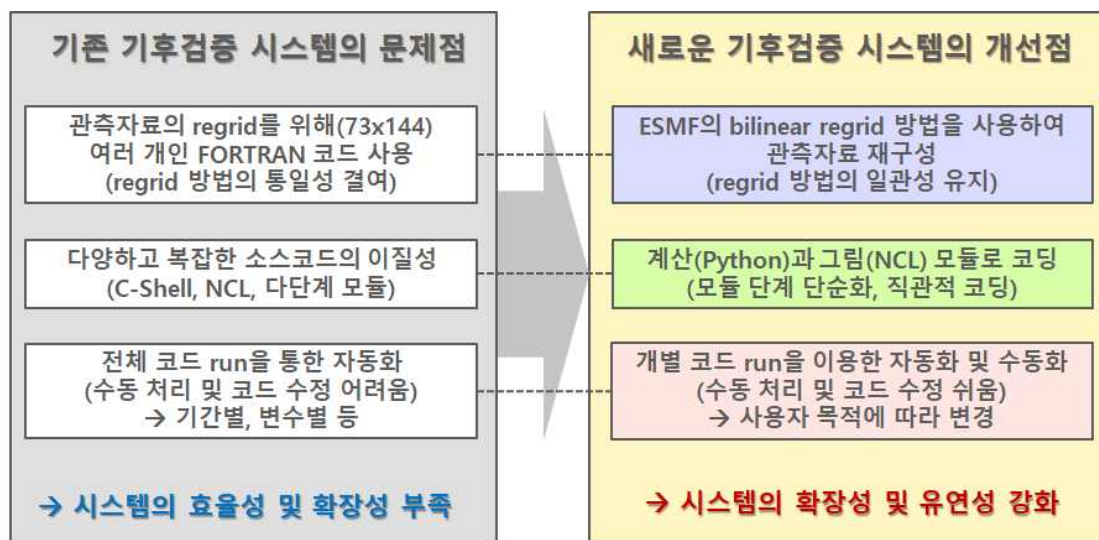 기존 기후검증 시스템의 문제점
관측자료의 regrid를 위해(73x144)
여러 개인 FORTRAN 코드 사용
(regrid 방법의 통일성 결여)
다양하고 복잡한 소스코드의 이질성
(C-Shell, NCL, 다단계 모듈)
전체 코드 run을 통한 자동화
(수동 처리 및 코드 수정 어려움)
→ 기간별, 변수별 등
→ 시스템의 효율성 및 확장성 부족
새로운 기후검증 시스템의 개선점
ESMF의 bilinear regrid 방법을 사용하여
관측자료 재구성
(regrid 방법의 일관성 유지)
계산(Python)과 그림(NCL) 모듈로 코딩
(모듈 단계 단순화, 직관적 코딩)
개별 코드 run을 이용한 자동화 및 수동화
(수동 처리 및 코드 수정 쉬움)
→ 사용자 목적에 따라 변경
→ 시스템의 확장성 및 유연성 강화